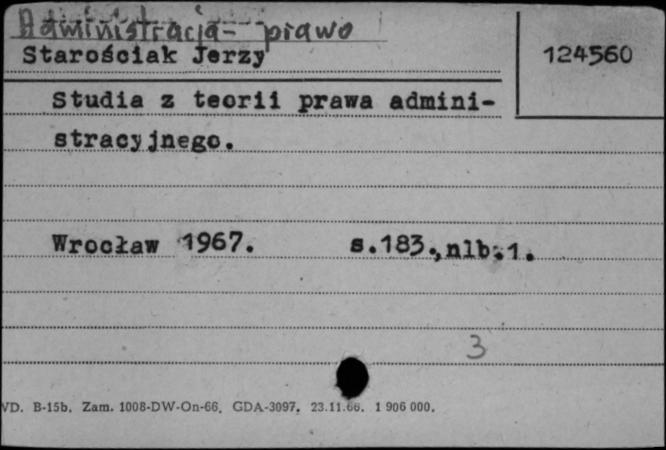 Administracja - prawo
Starościak Jerzy
124560
Studia z teorii prawa admini-
stracyjnego.
Wrocław 1967. s.183.,nlb.1.
3
VD. B-15b. Zam. 1008-DW-On-66. GDA-3097. 23.11.66. 1 906 000.